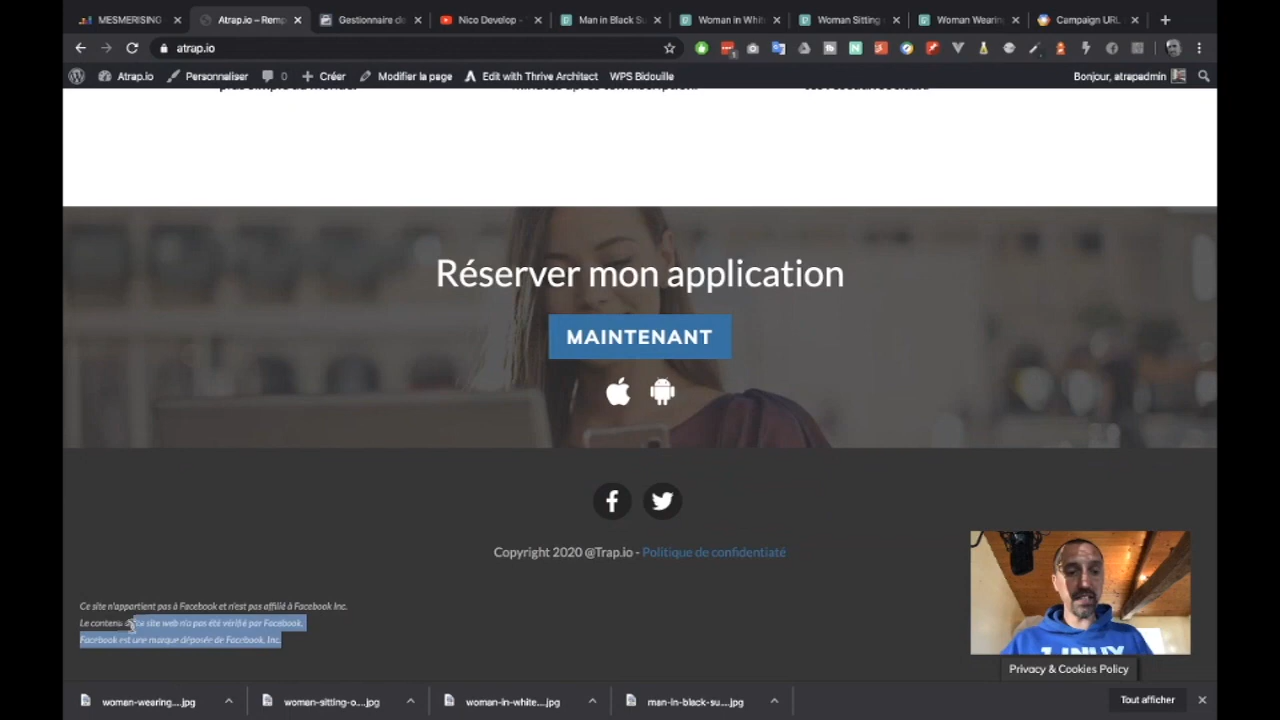 MESMERISING
Atrap.io – Remp
Gestionnaire de
Nico Develop -
Man in Black Su
Woman in Whit
Woman Sitting
Woman Wearin
Campaign URL
atrap.io
Atrap.io
Personnaliser
0
Créer
Modifier la page
Edit with Thrive Architect
WPS Bidouille
Bonjour, atrapadmin
Réserver mon application
MAINTENANT
Copyright 2020 @Trap.io - Politique de confidentiaté
Ce site n'appartient pas à Facebook et n'est pas affilié à Facebook Inc.
Le contenu de ce site web n'a pas été vérifié par Facebook.
Facebook est une marque déposée de Facebook, Inc.
LINUX
Privacy & Cookies Policy
woman-wearing....jpg
woman-sitting-o....jpg
woman-in-white....jpg
man-in-black-su....jpg
Tout afficher